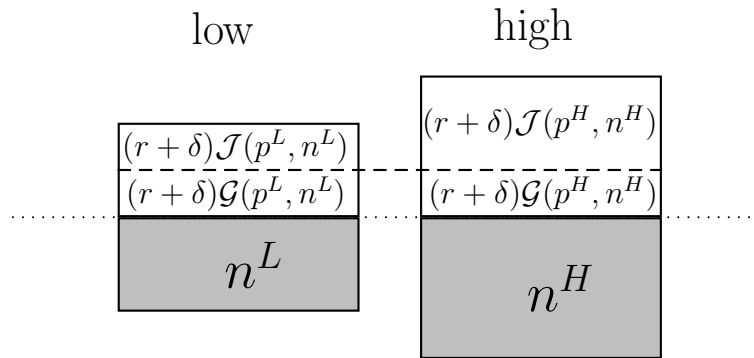 low high
(r + δ)𝒥(p^L, n^L) (r + δ)𝒥(p^H, n^H)
(r + δ)𝒢(p^L, n^L) (r + δ)𝒢(p^H, n^H)
n^L n^H